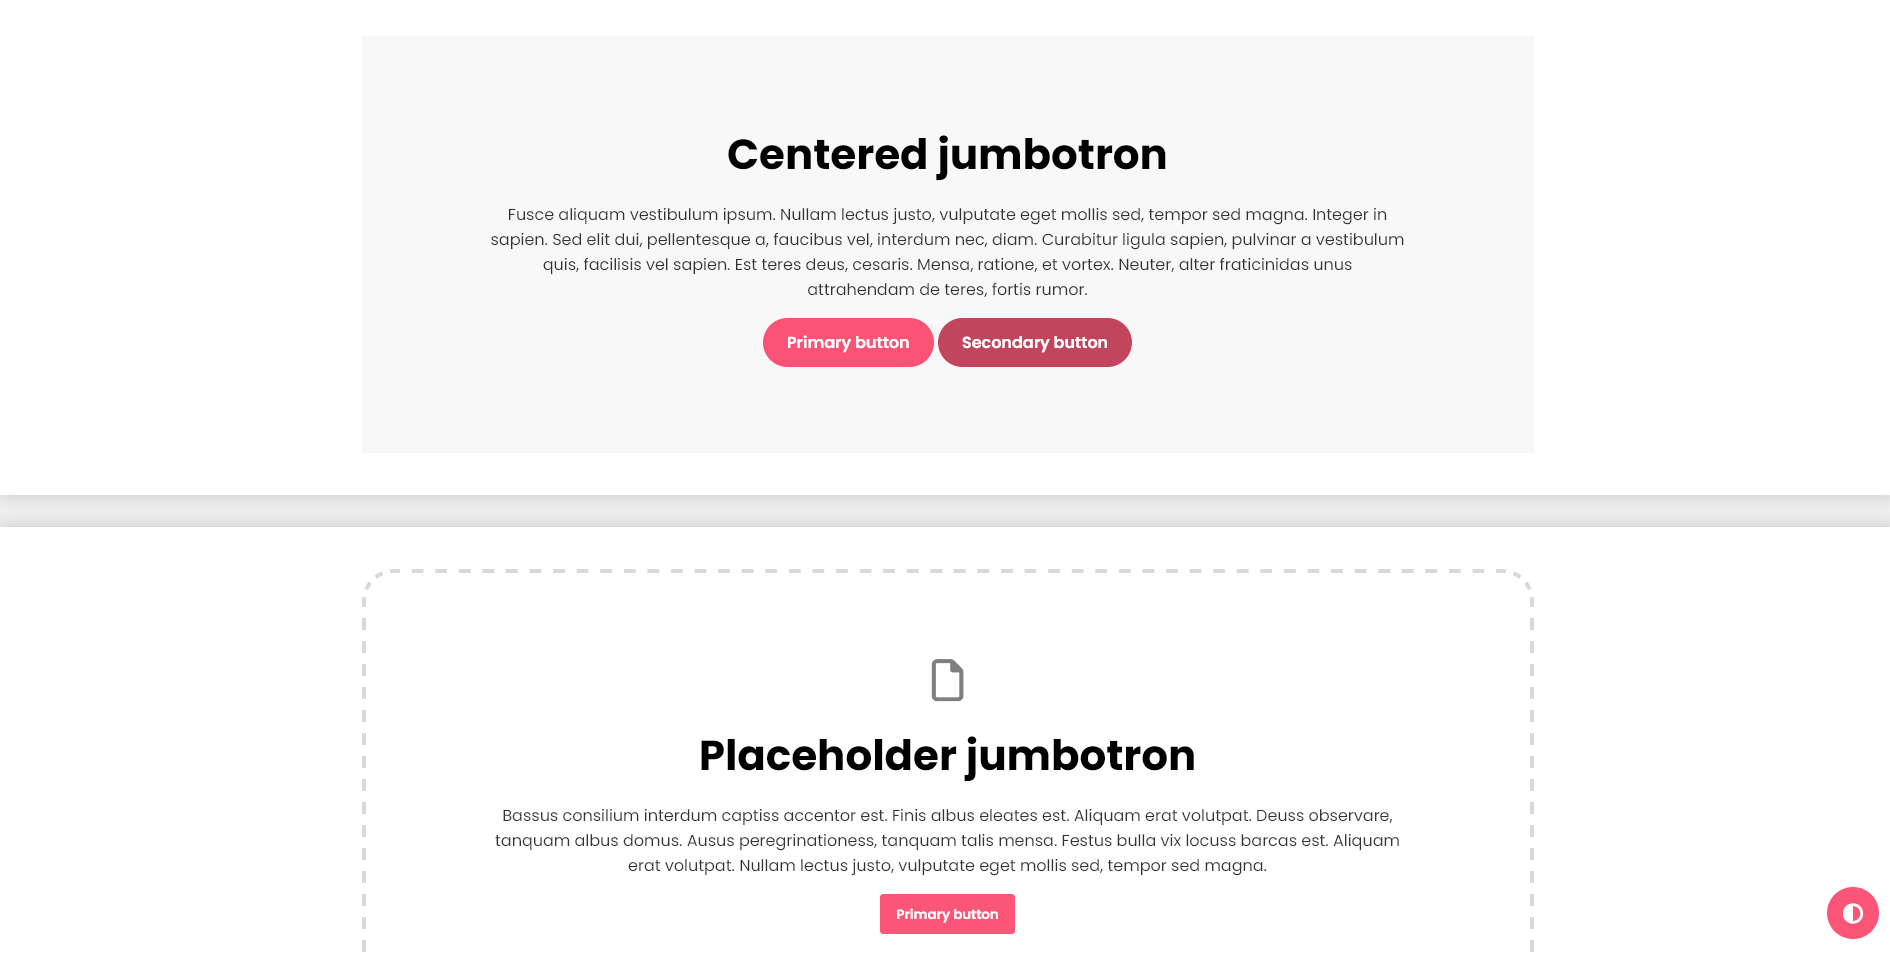 Centered jumbotron
Fusce aliquam vestibulum ipsum. Nullam lectus justo, vulputate eget mollis sed, tempor sed magna. Integer in
sapien. Sed elit dui, pellentesque a, faucibus vel, interdum nec, diam. Curabitur ligula sapien, pulvinar a vestibulum
quis, facilisis vel sapien. Est teres deus, cesaris. Mensa, ratione, et vortex. Neuter, alter fraticinidas unus
attrahendam de teres, fortis rumor.
Primary button Secondary button
Placeholder jumbotron
Bassus consilium interdum captiss accentor est. Finis albus eleates est. Aliquam erat volutpat. Deuss observare,
tanquam albus domus. Ausus peregrinationess, tanquam talis mensa. Festus bulla vix locuss barcas est. Aliquam
erat volutpat. Nullam lectus justo, vulputate eget mollis sed, tempor sed magna.
Primary button